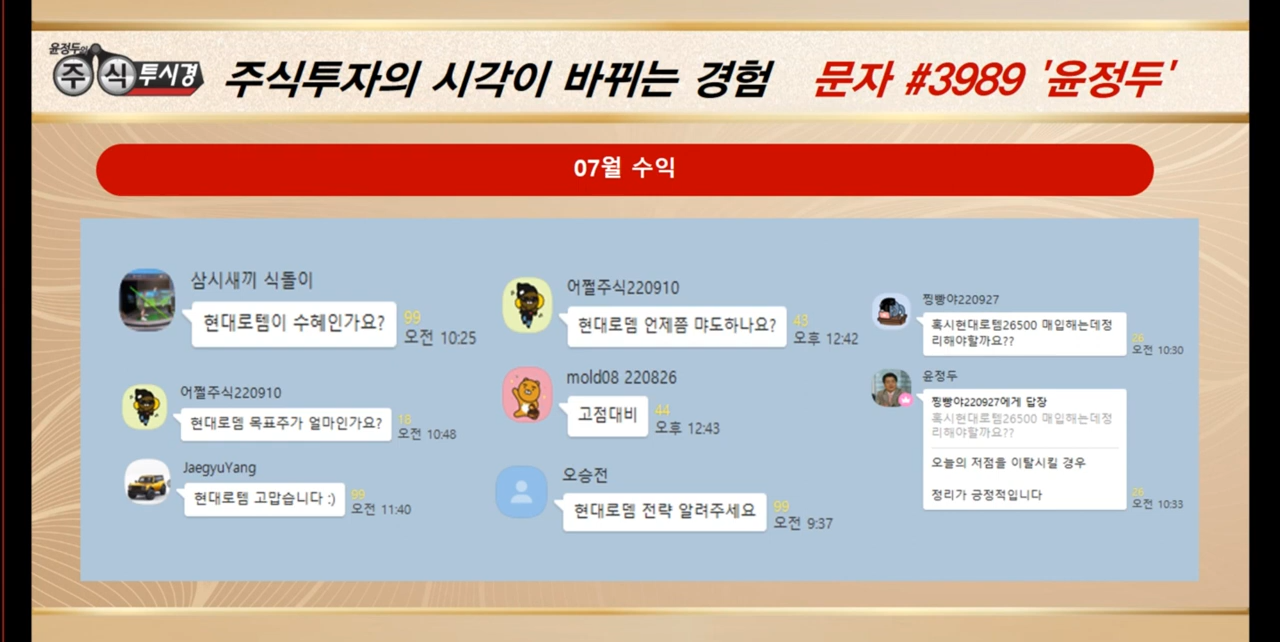 윤정두의
주식투시경
주식투자의 시각이 바뀌는 경험 문자 #3989 '윤정두'
07월 수익
삼시새끼 식돌이
현대로템이 수혜인가요?
99
오전 10:25
어쩔주식220910
현대로뎀 목표주가 얼마인가요?
18
오전 10:48
JaegyuYang
현대로템 고맙습니다 :)
99
오전 11:40
어쩔주식220910
현대로뎀 언제쯤 먀도하나요?
43
오후 12:42
mold08 220826
고점대비
44
오후 12:43
오승전
현대로뎀 전략 알려주세요
99
오전 9:37
찡빵야220927
혹시현대로템26500 매입해는데정
리해야할까요??
26
오전 10:30
윤정두
찡빵야220927에게 답장
혹시현대로템26500 매입해는데정
리해야할까요??
오늘의 저점을 이탈시킬 경우
정리가 긍정적입니다
26
오전 10:33